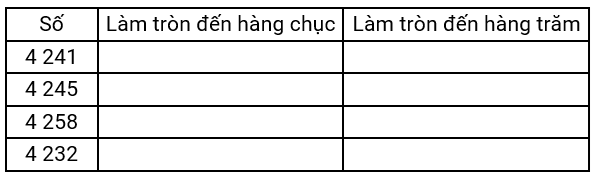 Số Làm tròn đến hàng chục Làm tròn đến hàng trăm
4 241
4 245
4 258
4 232